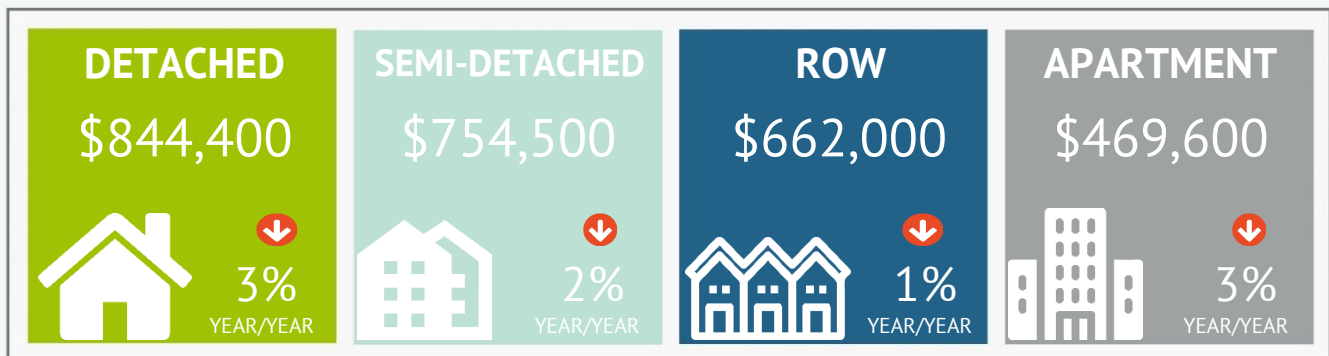 DETACHED
$844,400
3%
YEAR/YEAR
SEMI-DETACHED
$754,500
2%
YEAR/YEAR
ROW
$662,000
1%
YEAR/YEAR
APARTMENT
$469,600
3%
YEAR/YEAR